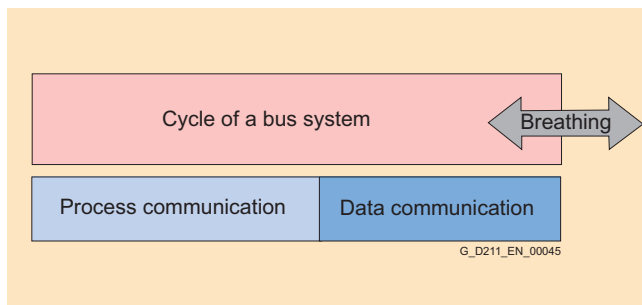 Cycle of a bus system
Breathing
Process communication
Data communication
G_D211_EN_00045